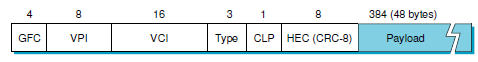 4 8 16 3 1 8 384 (48 bytes)
GFC VPI VCI Type CLP HEC (CRC-8) Payload